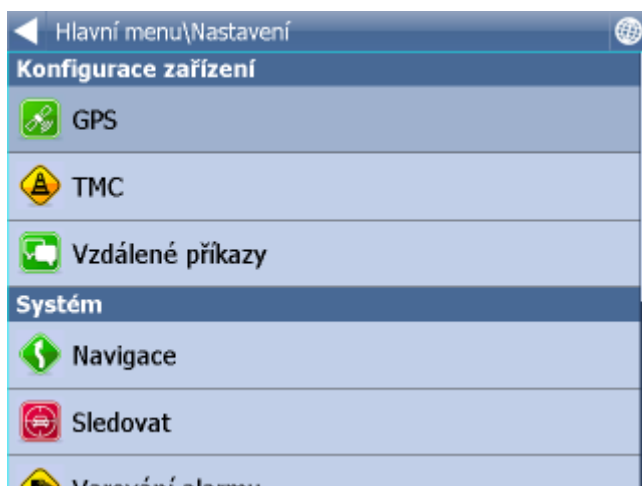 Hlavní menu\Nastavení
Konfigurace zařízení
GPS
TMC
Vzdálené příkazy
Systém
Navigace
Sledovat